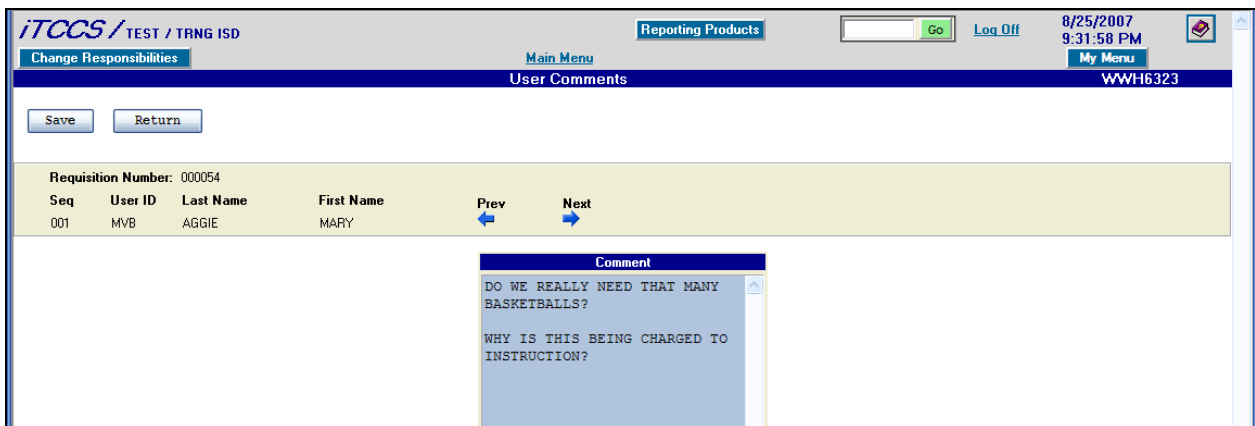 iTCCS / TEST / TRNG ISD
Reporting Products
Go
Log Off
8/25/2007
9:31:58 PM
Change Responsibilities
Main Menu
My Menu
User Comments
WWH6323
Save
Return
Requisition Number: 000054
Seq User ID Last Name First Name Prev Next
001 MVB AGGIE MARY
Comment
DO WE REALLY NEED THAT MANY
BASKETBALLS?
WHY IS THIS BEING CHARGED TO
INSTRUCTION?